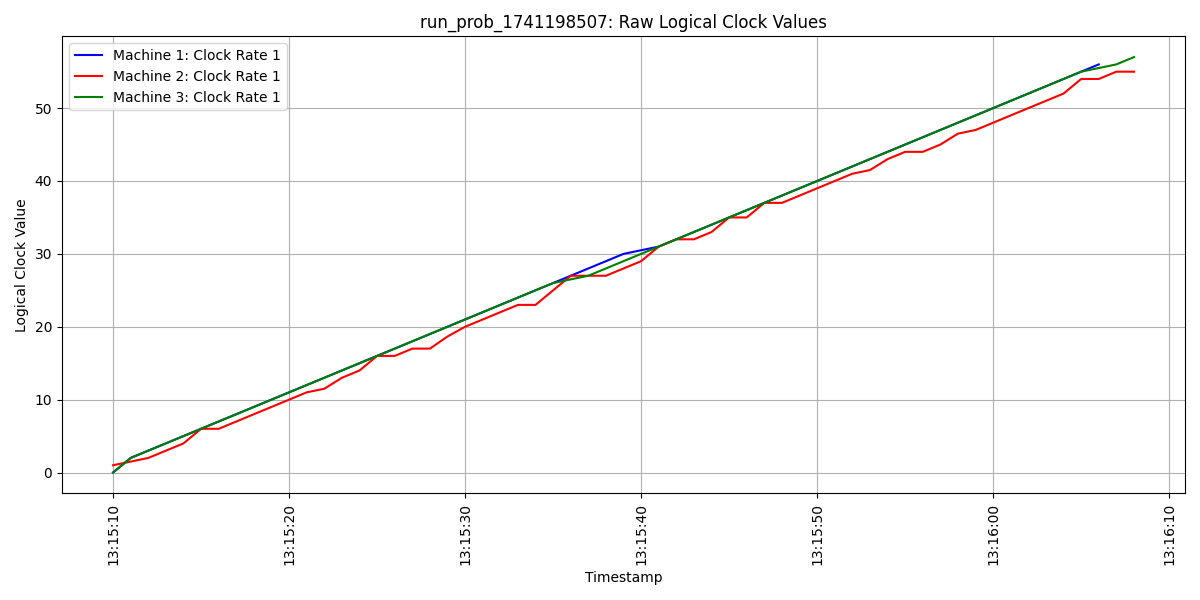 run_prob_1741198507: Raw Logical Clock Values
Machine 1: Clock Rate 1
Machine 2: Clock Rate 1
Machine 3: Clock Rate 1
Logical Clock Value
50
40
30
20
10
0
13:15:10
13:15:20
13:15:30
13:15:40
13:15:50
13:16:00
13:16:10
Timestamp